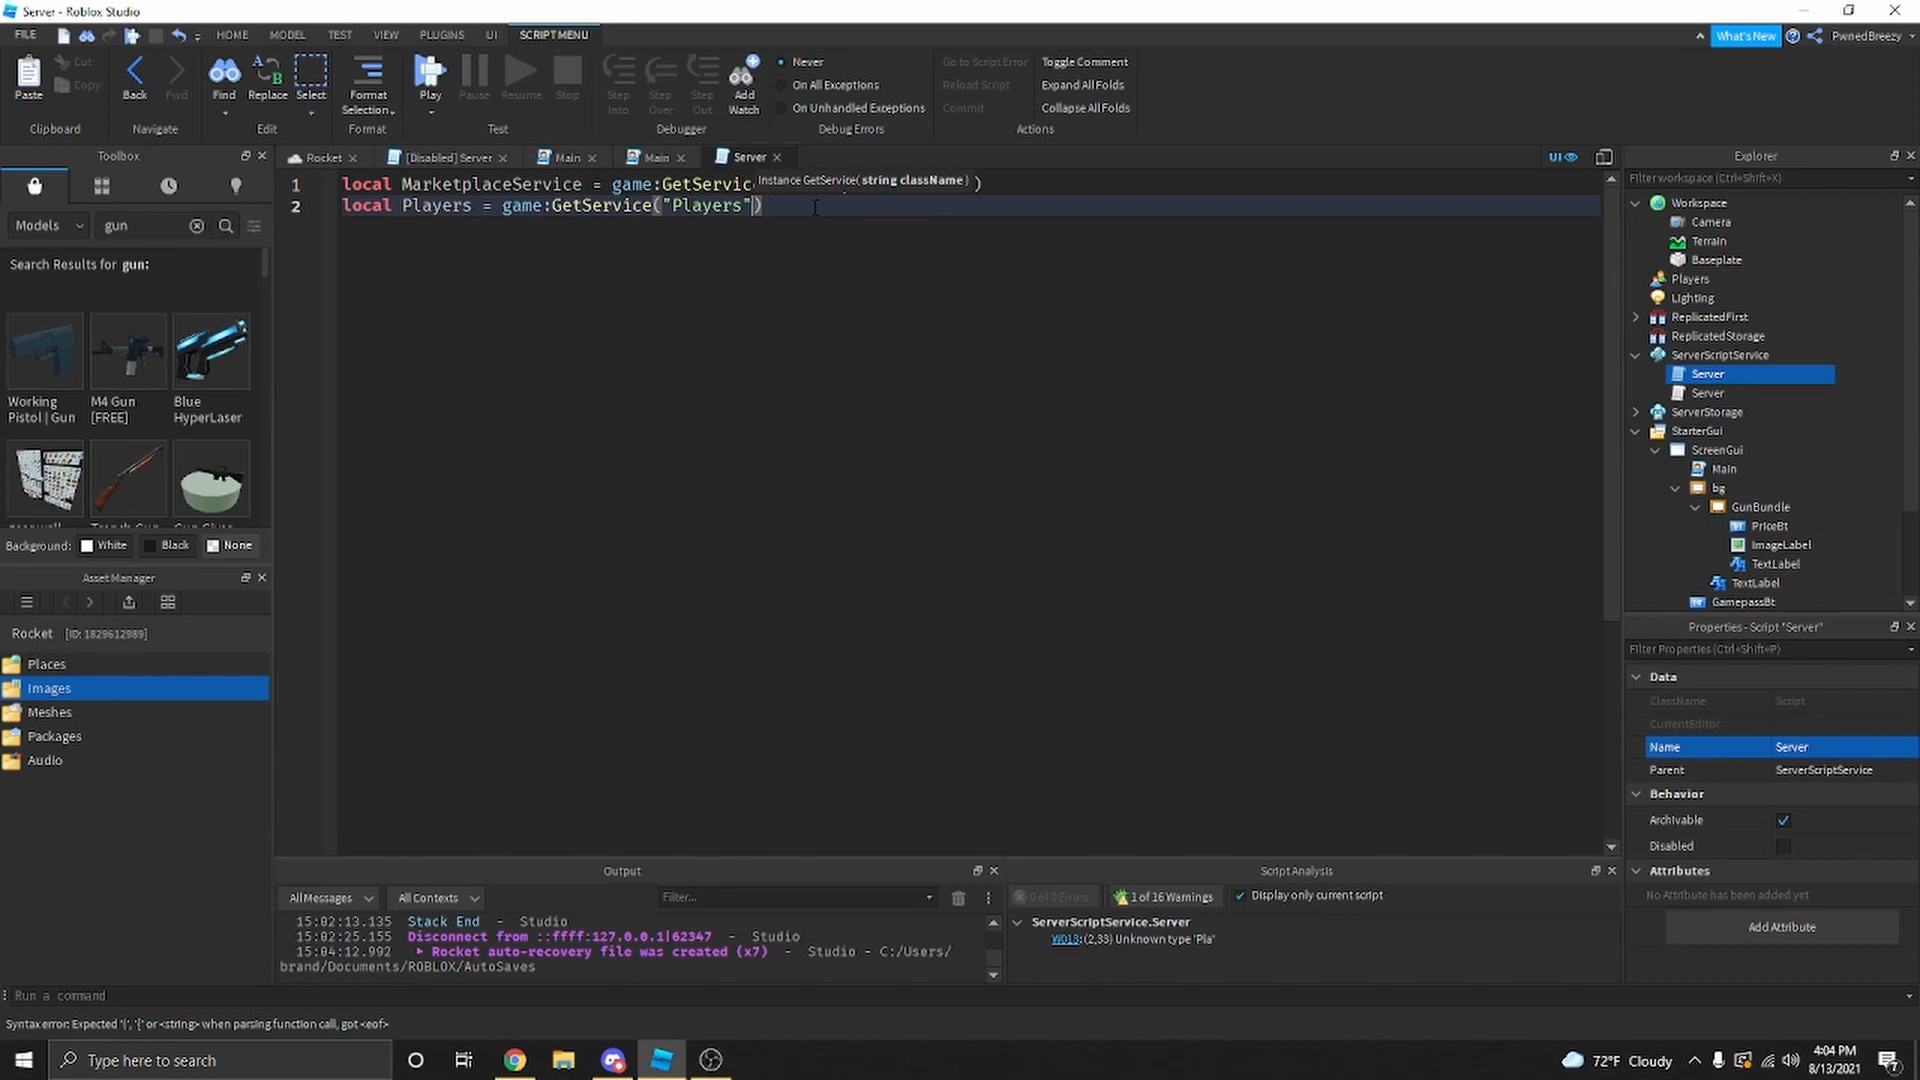 Server - Roblox Studio
FILE HOME MODEL TEST VIEW PLUGINS UI SCRIPT MENU What's New PwnedBreezy
Paste Cut Copy Back Fwd Find Replace Select Format Selection Play Pause Resume Stop Step Into Step Over Step Out Add Watch
Never
On All Exceptions
On Unhandled Exceptions
Go to Script Error
Reload Script
Commit
Toggle Comment
Expand All Folds
Collapse All Folds
Clipboard Navigate Edit Format Test Debugger Debug Errors Actions
Toolbox
Models gun
Search Results for gun:
Working Pistol | Gun
M4 Gun [FREE]
Blue HyperLaser
Background: White Black None
Asset Manager
Rocket [ID: 1829612989]
Places
Images
Meshes
Packages
Audio
Rocket [Disabled] Server Main Main Server UI
1 local MarketplaceService = game:GetServic )
Instance GetService( string className )
2 local Players = game:GetService("Players")
Output
All Messages All Contexts Filter...
15:02:13.135 Stack End - Studio
15:02:25.155 Disconnect from ::ffff:127.0.0.1|62347 - Studio
15:04:12.992 Rocket auto-recovery file was created (x7) - Studio - C:/Users/
brand/Documents/ROBLOX/AutoSaves
Script Analysis
0 of 0 Errors 1 of 16 Warnings Display only current script
ServerScriptService.Server
W013:(2,33) Unknown type 'Pla'
Explorer
Filter workspace (Ctrl+Shift+X)
Workspace
Camera
Terrain
Baseplate
Players
Lighting
ReplicatedFirst
ReplicatedStorage
ServerScriptService
Server
Server
ServerStorage
StarterGui
ScreenGui
Main
bg
GunBundle
PriceBt
ImageLabel
TextLabel
TextLabel
GamepassBt
Properties - Script "Server"
Filter Properties (Ctrl+Shift+P)
Data
ClassName Script
CurrentEditor
Name Server
Parent ServerScriptService
Behavior
Archivable
Disabled
Attributes
No Attribute has been added yet
Add Attribute
Run a command
Syntax error: Expected '(', '{' or <string> when parsing function call, got <eof>
Type here to search
72°F Cloudy
4:04 PM
8/13/2021